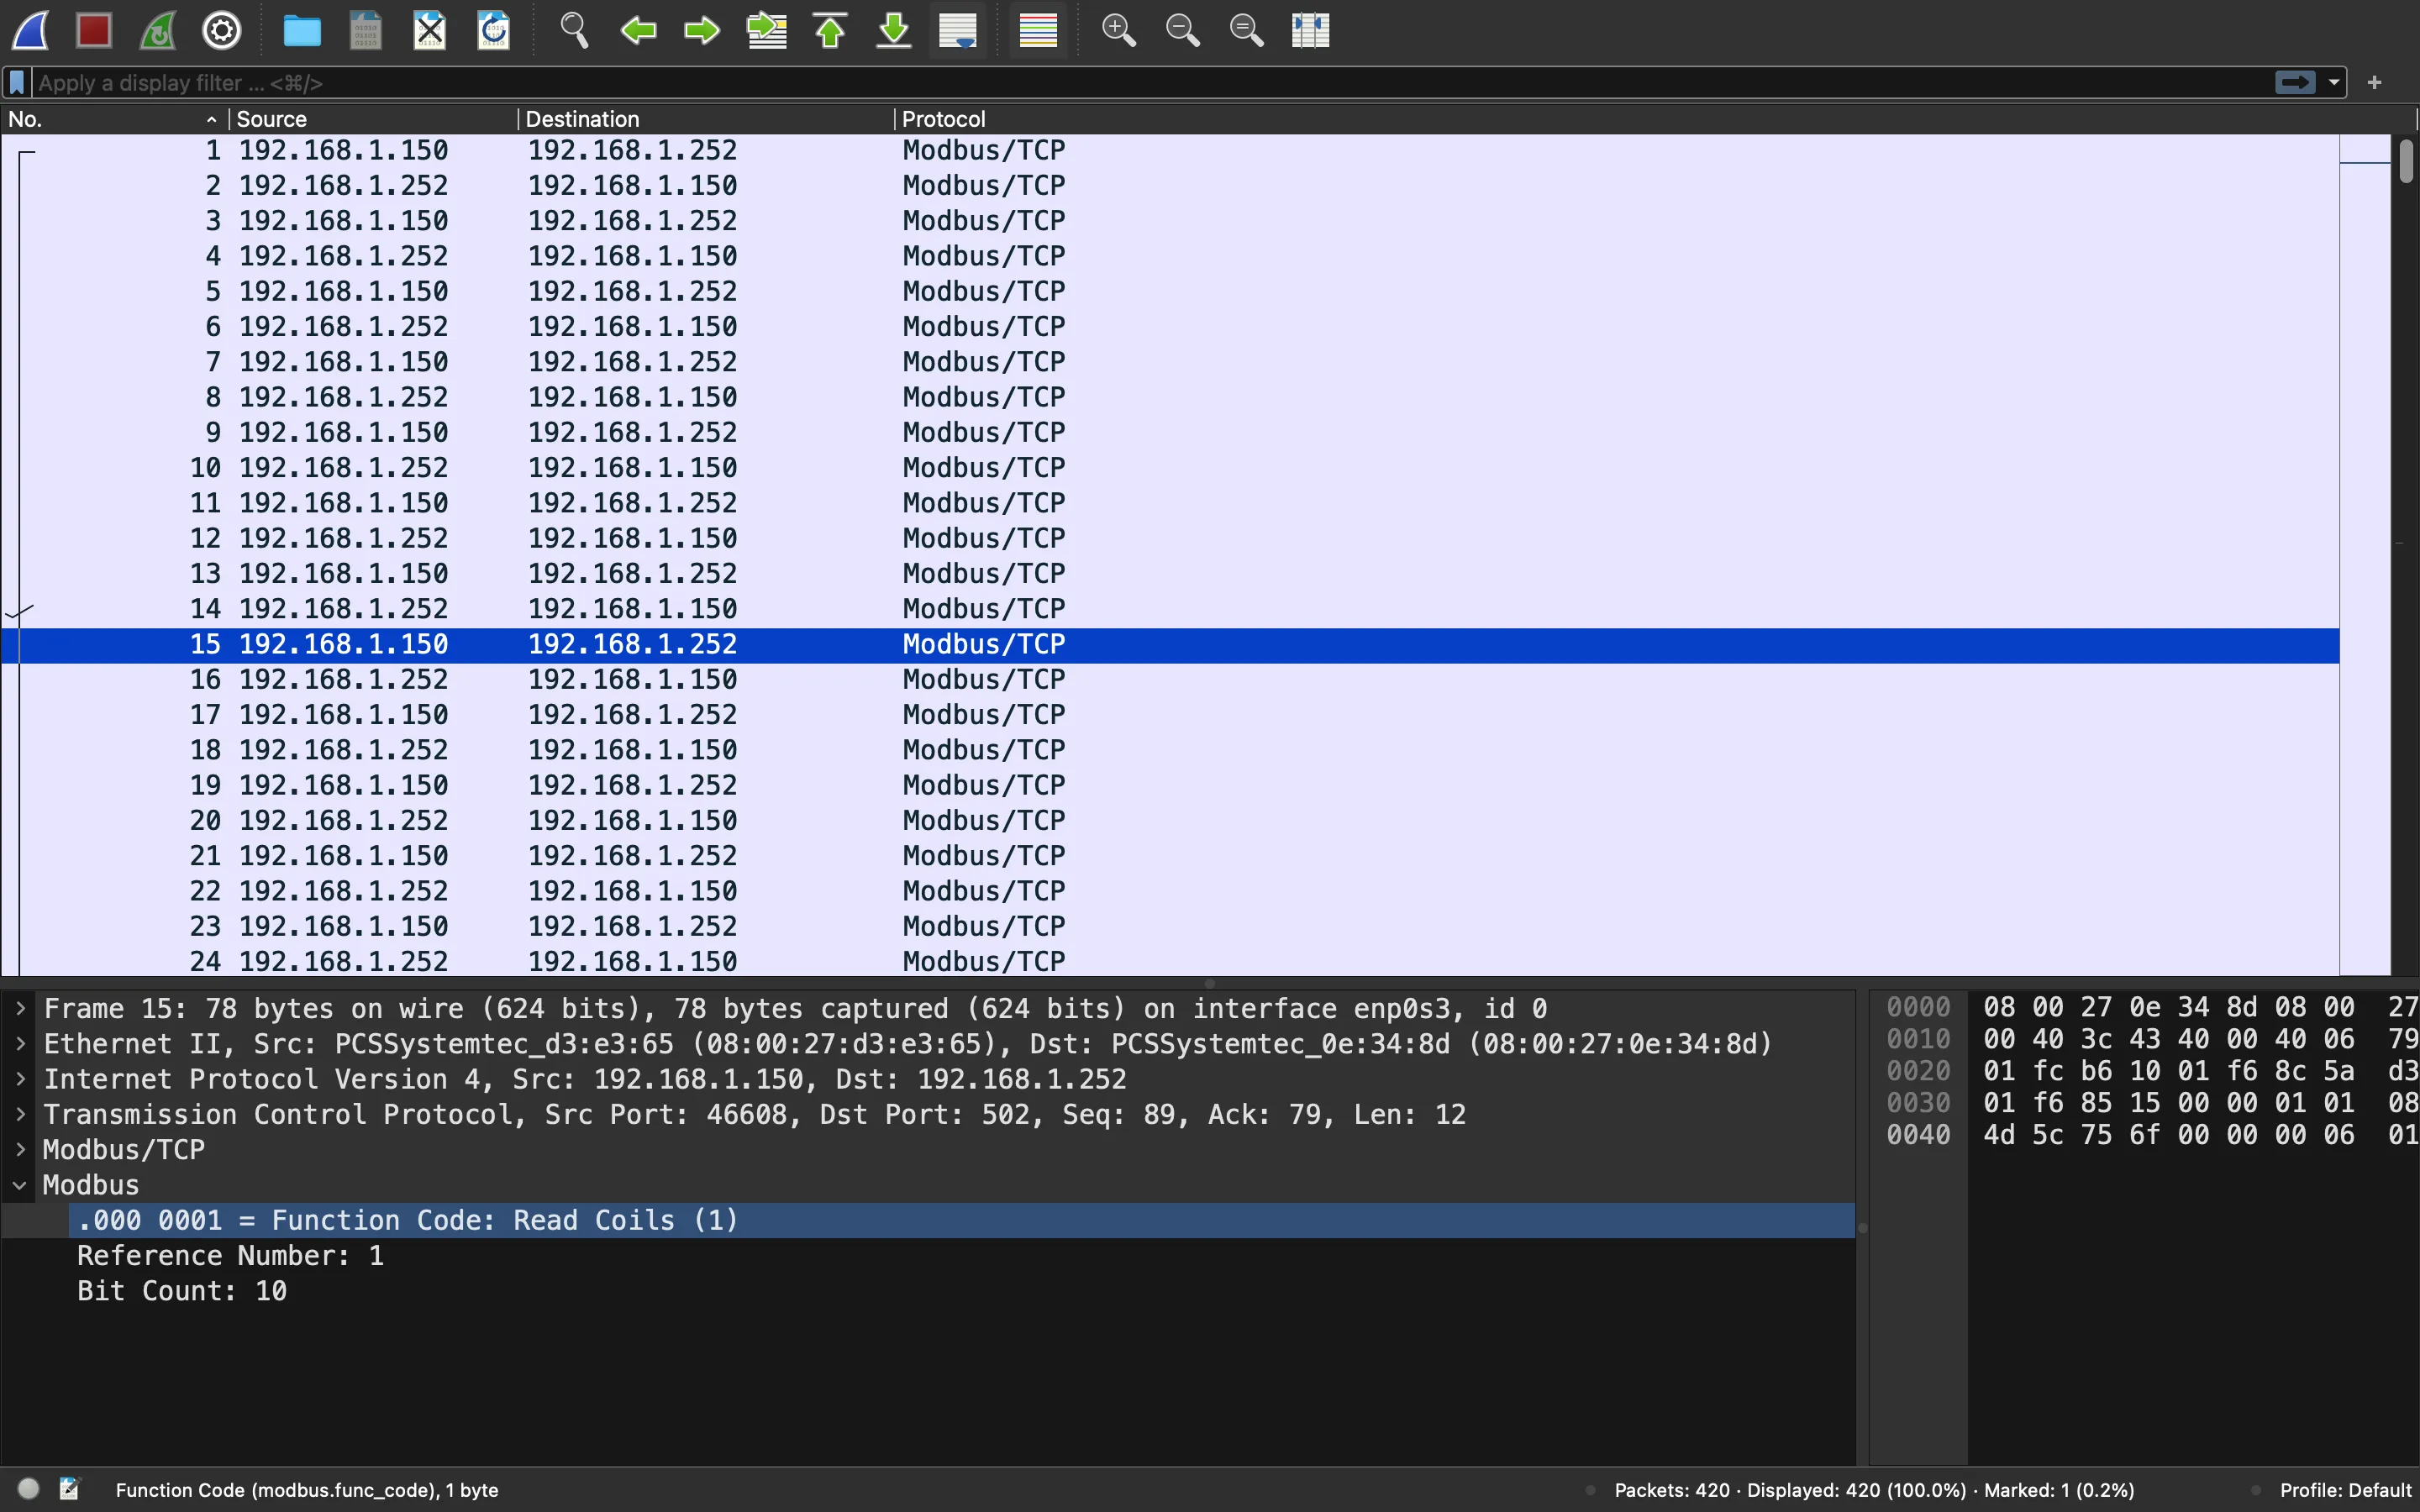 Apply a display filter ... <⌘/>
No. Source Destination Protocol
1 192.168.1.150 192.168.1.252 Modbus/TCP
2 192.168.1.252 192.168.1.150 Modbus/TCP
3 192.168.1.150 192.168.1.252 Modbus/TCP
4 192.168.1.252 192.168.1.150 Modbus/TCP
5 192.168.1.150 192.168.1.252 Modbus/TCP
6 192.168.1.252 192.168.1.150 Modbus/TCP
7 192.168.1.150 192.168.1.252 Modbus/TCP
8 192.168.1.252 192.168.1.150 Modbus/TCP
9 192.168.1.150 192.168.1.252 Modbus/TCP
10 192.168.1.252 192.168.1.150 Modbus/TCP
11 192.168.1.150 192.168.1.252 Modbus/TCP
12 192.168.1.252 192.168.1.150 Modbus/TCP
13 192.168.1.150 192.168.1.252 Modbus/TCP
14 192.168.1.252 192.168.1.150 Modbus/TCP
15 192.168.1.150 192.168.1.252 Modbus/TCP
16 192.168.1.252 192.168.1.150 Modbus/TCP
17 192.168.1.150 192.168.1.252 Modbus/TCP
18 192.168.1.252 192.168.1.150 Modbus/TCP
19 192.168.1.150 192.168.1.252 Modbus/TCP
20 192.168.1.252 192.168.1.150 Modbus/TCP
21 192.168.1.150 192.168.1.252 Modbus/TCP
22 192.168.1.252 192.168.1.150 Modbus/TCP
23 192.168.1.150 192.168.1.252 Modbus/TCP
24 192.168.1.252 192.168.1.150 Modbus/TCP
Frame 15: 78 bytes on wire (624 bits), 78 bytes captured (624 bits) on interface enp0s3, id 0
Ethernet II, Src: PCSSystemtec_d3:e3:65 (08:00:27:d3:e3:65), Dst: PCSSystemtec_0e:34:8d (08:00:27:0e:34:8d)
Internet Protocol Version 4, Src: 192.168.1.150, Dst: 192.168.1.252
Transmission Control Protocol, Src Port: 46608, Dst Port: 502, Seq: 89, Ack: 79, Len: 12
Modbus/TCP
Modbus
.000 0001 = Function Code: Read Coils (1)
Reference Number: 1
Bit Count: 10
0000 08 00 27 0e 34 8d 08 00 27
0010 00 40 3c 43 40 00 40 06 79
0020 01 fc b6 10 01 f6 8c 5a d3
0030 01 f6 85 15 00 00 01 01 08
0040 4d 5c 75 6f 00 00 00 06 01
Function Code (modbus.func_code), 1 byte
Packets: 420 · Displayed: 420 (100.0%) · Marked: 1 (0.2%)
Profile: Default